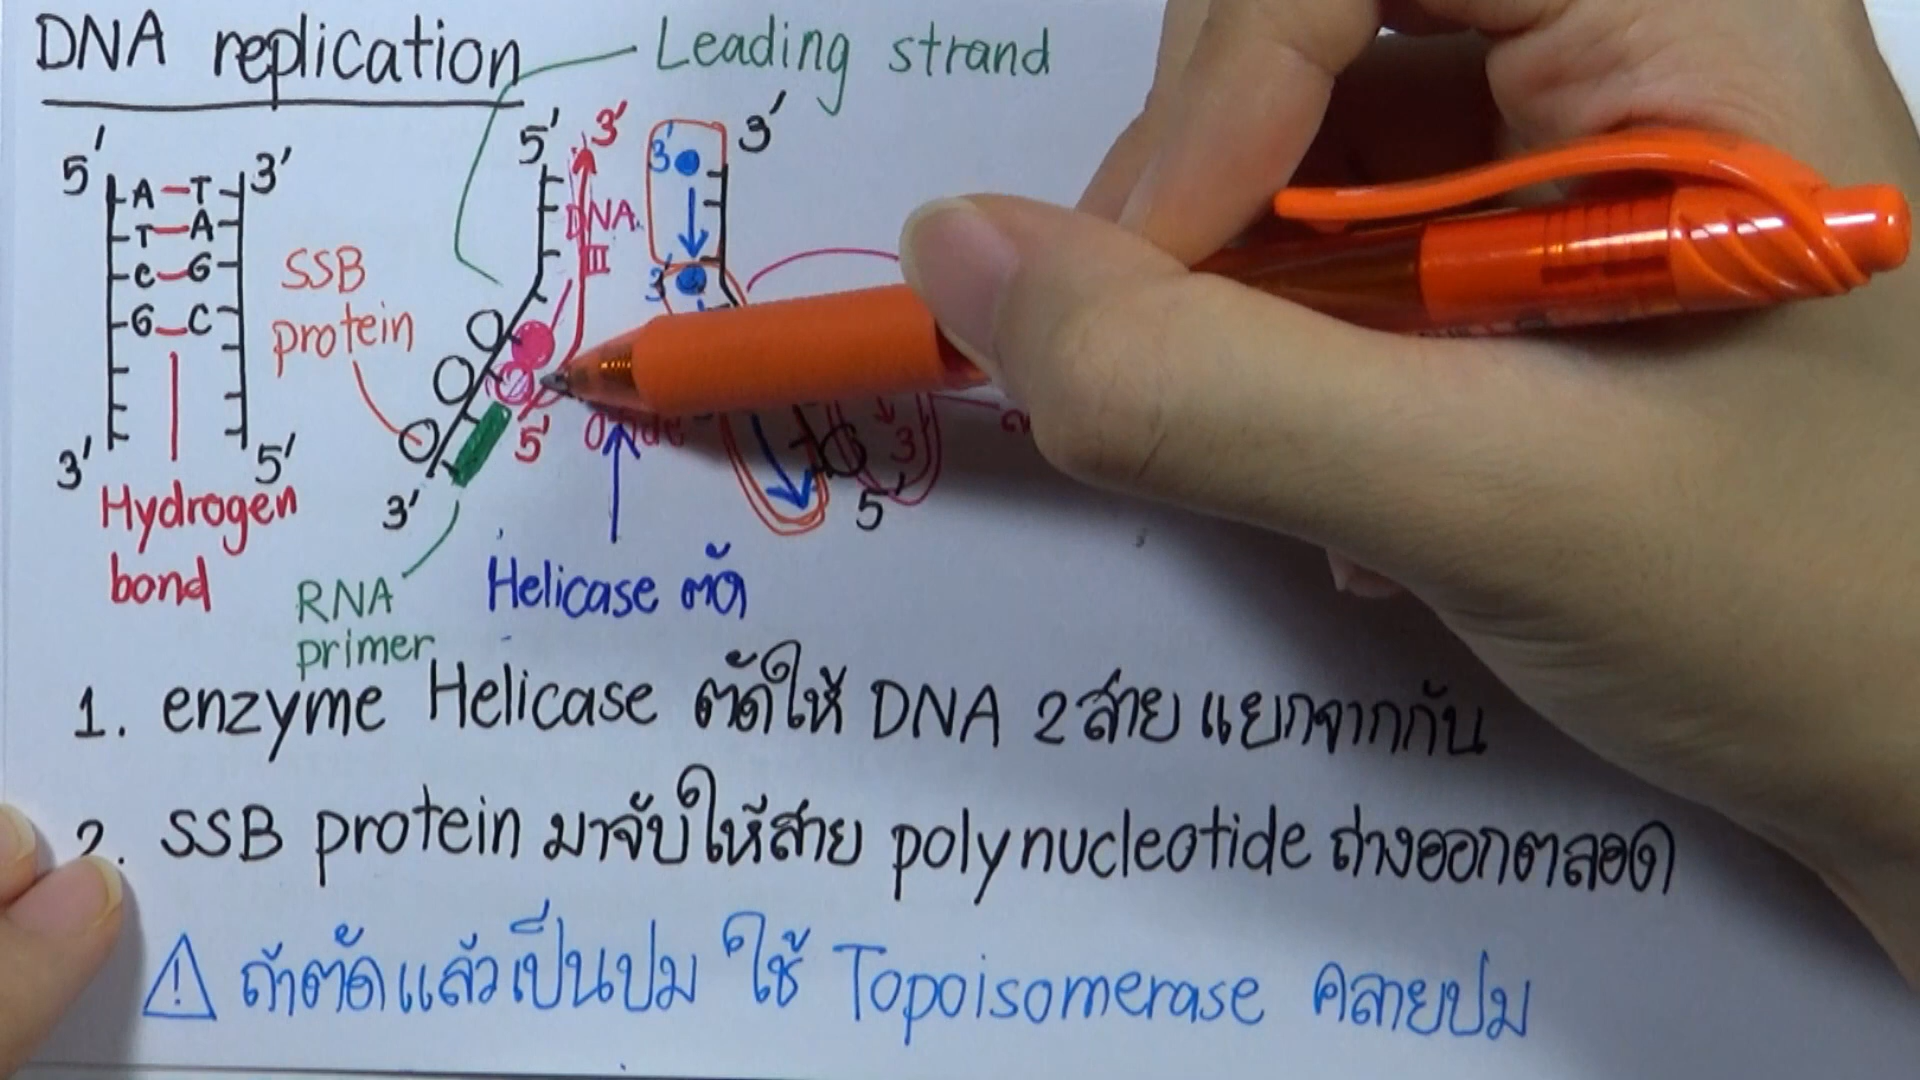 DNA replication
Leading strand
5' 3'
A T
T A
C G
G C
3' 5'
Hydrogen
bond
SSB
protein
5' 3' 3' 3'
DNA
III
3'
5' 3
3' 5'
RNA
primer
Helicase ตัด
1. enzyme Helicase ตัดให้ DNA 2 สาย แยกจากกัน
2. SSB protein มาจับให้สาย polynucleotide ถ่างออกตลอด
! ถ้าตัดแล้วเป็นปม ใช้ Topoisomerase คลายปม